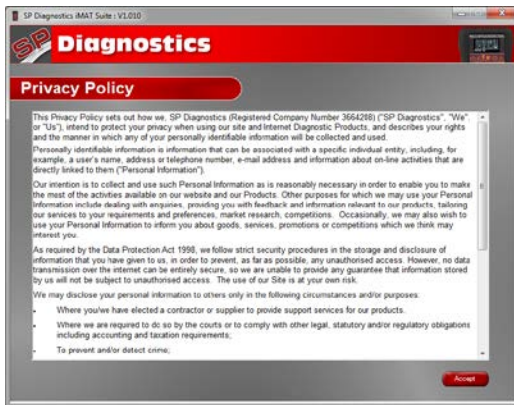 SP Diagnostics iMAT Suite : V1.010
SP Diagnostics
Privacy Policy
This Privacy Policy sets out how we, SP Diagnostics (Registered Company Number 3664288) ("SP Diagnostics", "We",
or "Us"), intend to protect your privacy when using our site and Internet Diagnostic Products, and describes your rights
and the manner in which any of your personally identifiable information will be collected and used.
Personally identifiable information is information that can be associated with a specific individual entity, including, for
example, a user's name, address or telephone number, e-mail address and information about on-line activities that are
directly linked to them ("Personal Information").
Our intention is to collect and use such Personal Information as is reasonably necessary in order to enable you to make
the most of the activities available on our website and our Products. Other purposes for which we may use your Personal
Information include dealing with enquiries, providing you with feedback and information relevant to our products, tailoring
our services to your requirements and preferences, market research, competitions. Occasionally, we may also wish to
use your Personal Information to inform you about goods, services, promotions or competitions which we think may
interest you.
As required by the Data Protection Act 1998, we follow strict security procedures in the storage and disclosure of
information that you have given to us, in order to prevent, as far as possible, any unauthorised access. However, no data
transmission over the internet can be entirely secure, so we are unable to provide any guarantee that information stored
by us will not be subject to unauthorised access. The use of our Site is at your own risk.
We may disclose your personal information to others only in the following circumstances and/or purposes:
• Where you/we have elected a contractor or supplier to provide support services for our products.
• Where we are required to do so by the courts or to comply with other legal, statutory and/or regulatory obligations
including accounting and taxation requirements;
• To prevent and/or detect crime;
Accept